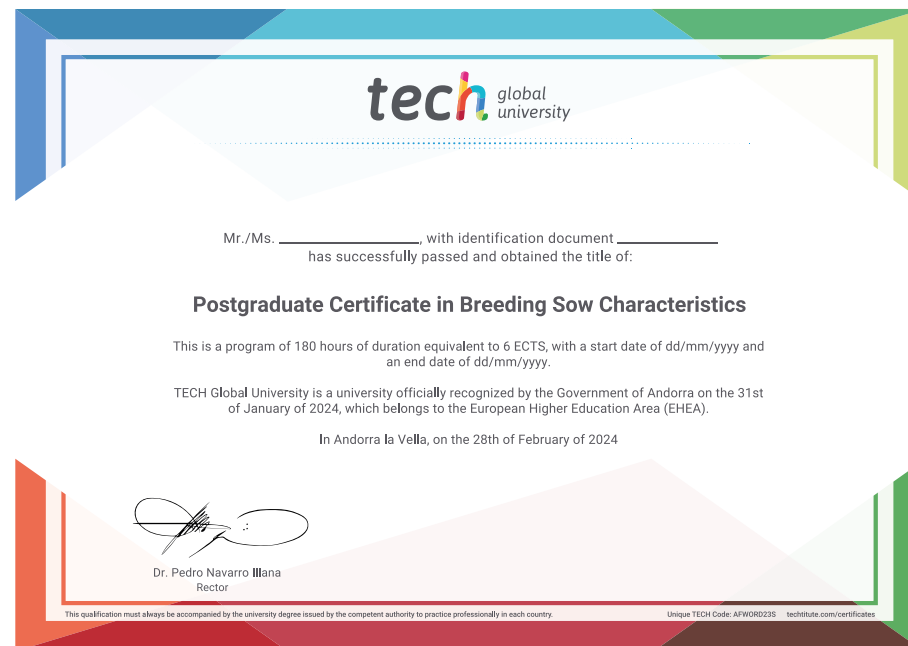 tech global university
Mr./Ms. ________________, with identification document ____________
has successfully passed and obtained the title of:
Postgraduate Certificate in Breeding Sow Characteristics
This is a program of 180 hours of duration equivalent to 6 ECTS, with a start date of dd/mm/yyyy and
an end date of dd/mm/yyyy.
TECH Global University is a university officially recognized by the Government of Andorra on the 31st
of January of 2024, which belongs to the European Higher Education Area (EHEA).
In Andorra la Vella, on the 28th of February of 2024
Dr. Pedro Navarro Illana
Rector
This qualification must always be accompanied by the university degree issued by the competent authority to practice professionally in each country.
Unique TECH Code: AFWORD23S techtitute.com/certificates